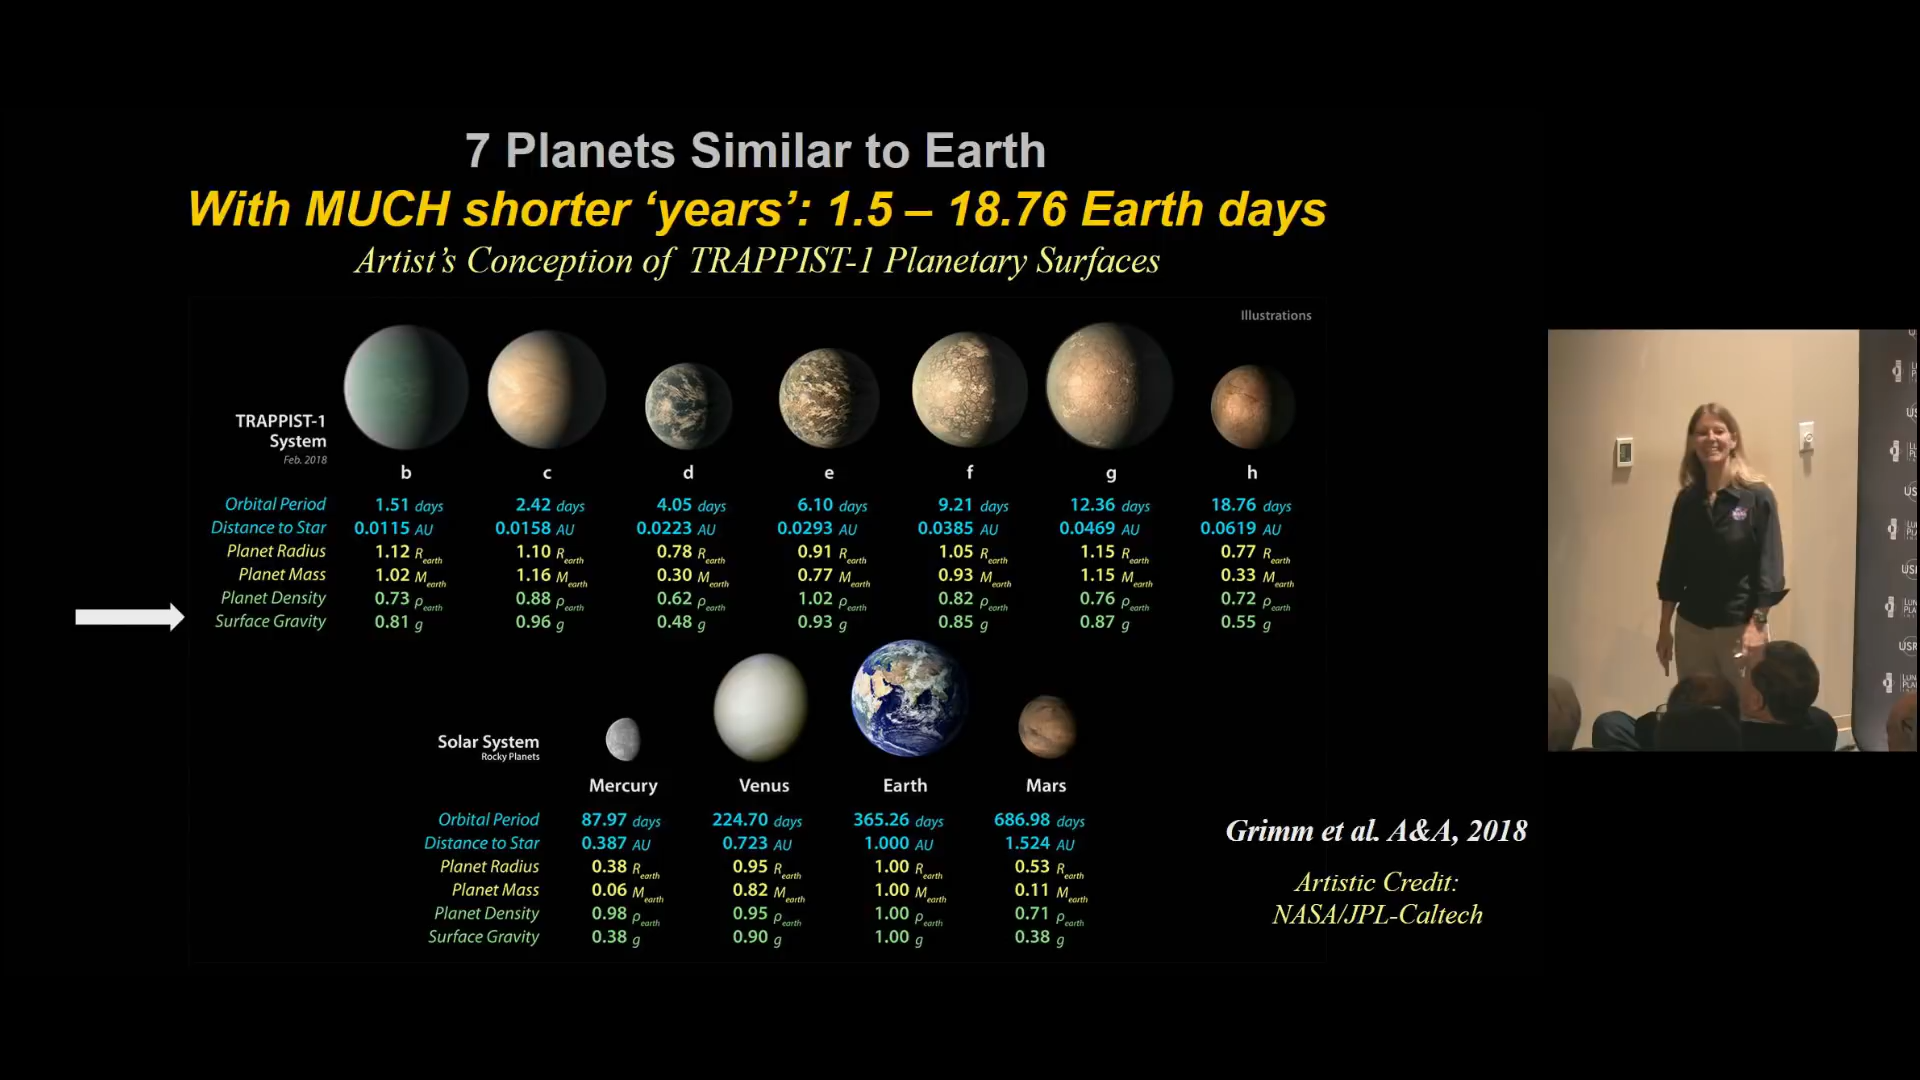 7 Planets Similar to Earth
With MUCH shorter ‘years’: 1.5 – 18.76 Earth days
Artist’s Conception of TRAPPIST-1 Planetary Surfaces
Illustrations
TRAPPIST-1
System
Feb. 2018
b c d e f g h
Orbital Period 1.51 days 2.42 days 4.05 days 6.10 days 9.21 days 12.36 days 18.76 days
Distance to Star 0.0115 AU 0.0158 AU 0.0223 AU 0.0293 AU 0.0385 AU 0.0469 AU 0.0619 AU
Planet Radius 1.12 Rearth 1.10 Rearth 0.78 Rearth 0.91 Rearth 1.05 Rearth 1.15 Rearth 0.77 Rearth
Planet Mass 1.02 Mearth 1.16 Mearth 0.30 Mearth 0.77 Mearth 0.93 Mearth 1.15 Mearth 0.33 Mearth
Planet Density 0.73 ρearth 0.88 ρearth 0.62 ρearth 1.02 ρearth 0.82 ρearth 0.76 ρearth 0.72 ρearth
Surface Gravity 0.81 g 0.96 g 0.48 g 0.93 g 0.85 g 0.87 g 0.55 g
Solar System
Rocky Planets
Mercury Venus Earth Mars
Orbital Period 87.97 days 224.70 days 365.26 days 686.98 days
Distance to Star 0.387 AU 0.723 AU 1.000 AU 1.524 AU
Planet Radius 0.38 Rearth 0.95 Rearth 1.00 Rearth 0.53 Rearth
Planet Mass 0.06 Mearth 0.82 Mearth 1.00 Mearth 0.11 Mearth
Planet Density 0.98 ρearth 0.95 ρearth 1.00 ρearth 0.71 ρearth
Surface Gravity 0.38 g 0.90 g 1.00 g 0.38 g
Grimm et al. A&A, 2018
Artistic Credit:
NASA/JPL-Caltech